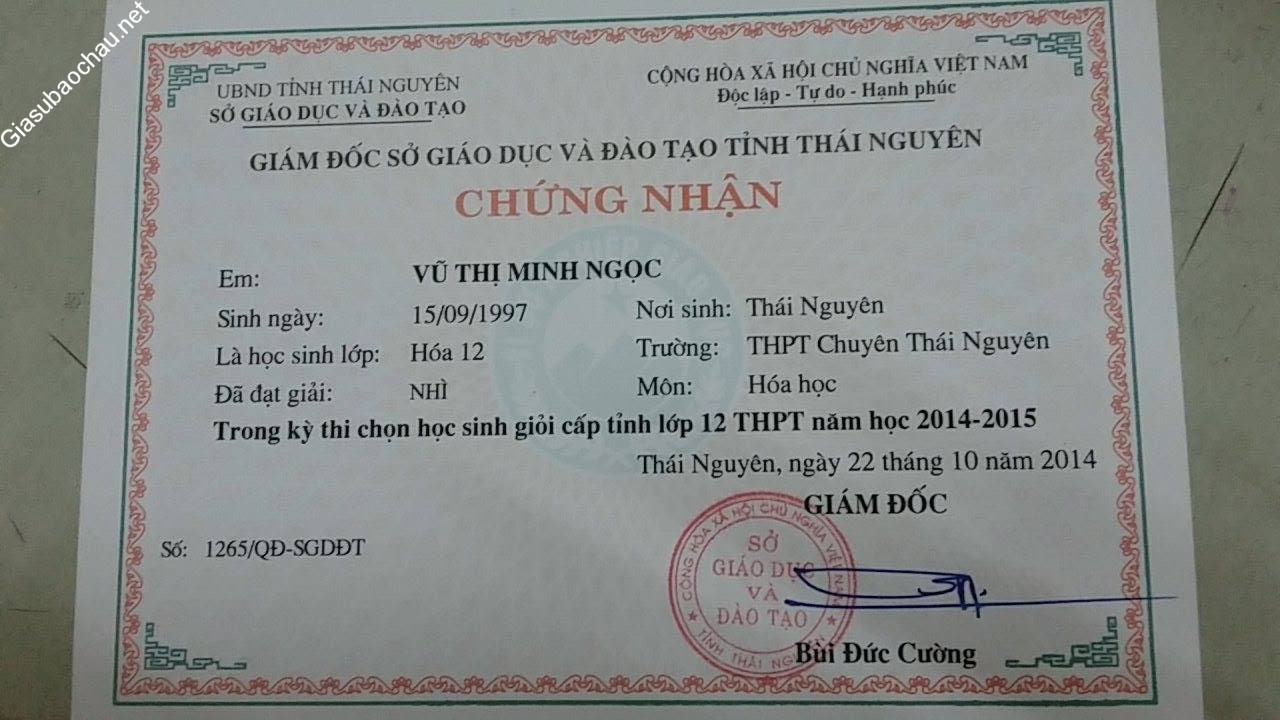 Giasubaochau.net
UBND TỈNH THÁI NGUYÊN
SỞ GIÁO DỤC VÀ ĐÀO TẠO
CỘNG HÒA XÃ HỘI CHỦ NGHĨA VIỆT NAM
Độc lập - Tự do - Hạnh phúc
GIÁM ĐỐC SỞ GIÁO DỤC VÀ ĐÀO TẠO TỈNH THÁI NGUYÊN
CHỨNG NHẬN
Em: VŨ THỊ MINH NGỌC
Sinh ngày: 15/09/1997 Nơi sinh: Thái Nguyên
Là học sinh lớp: Hóa 12 Trường: THPT Chuyên Thái Nguyên
Đã đạt giải: NHÌ Môn: Hóa học
Trong kỳ thi chọn học sinh giỏi cấp tỉnh lớp 12 THPT năm học 2014-2015
Thái Nguyên, ngày 22 tháng 10 năm 2014
GIÁM ĐỐC
Số: 1265/QĐ-SGDĐT
CỘNG HÒA XÃ HỘI CHỦ NGHĨA VIỆT NAM
SỞ
GIÁO DỤC
VÀ
ĐÀO TẠO
TỈNH THÁI NGUYÊN
Bùi Đức Cường